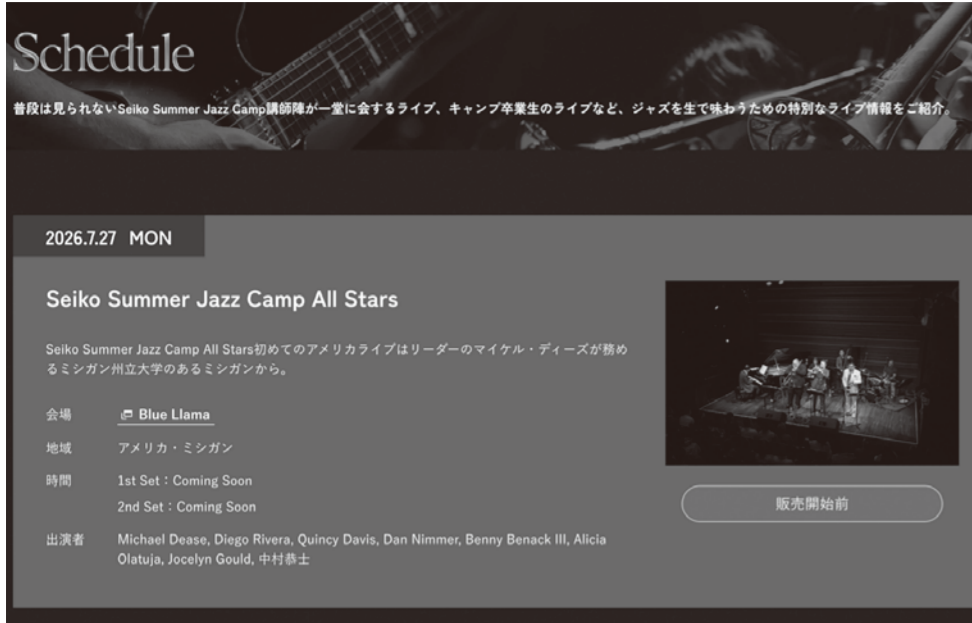 Schedule
普段は見られないSeiko Summer Jazz Camp講師陣が一堂に会するライブ、キャンプ卒業生のライブなど、ジャズを生で味わうための特別なライブ情報をご紹介。
2026.7.27 MON
Seiko Summer Jazz Camp All Stars
Seiko Summer Jazz Camp All Stars初めてのアメリカライブはリーダーのマイケル・ディーズが務め
るミシガン州立大学のあるミシガンから。
会場 Blue Llama
地域 アメリカ・ミシガン
時間 1st Set：Coming Soon
2nd Set：Coming Soon
出演者 Michael Dease, Diego Rivera, Quincy Davis, Dan Nimmer, Benny Benack III, Alicia
Olatuja, Jocelyn Gould, 中村恭士
販売開始前